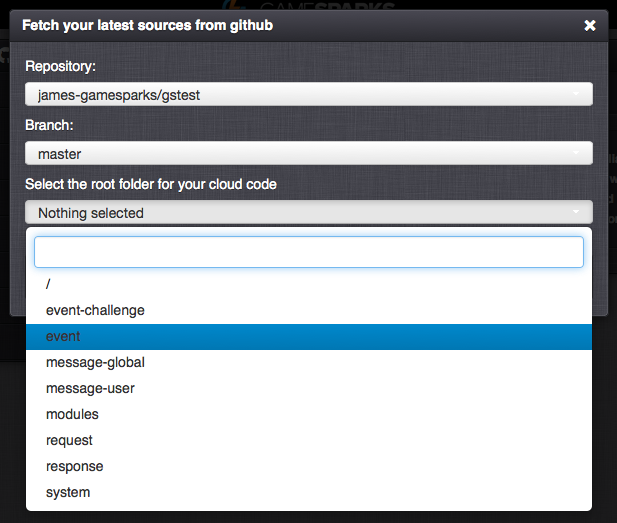 GAMESPARKS
Fetch your latest sources from github
Repository:
james-gamesparks/gstest
Branch:
master
Select the root folder for your cloud code
Nothing selected
/
event-challenge
event
message-global
message-user
modules
request
response
system